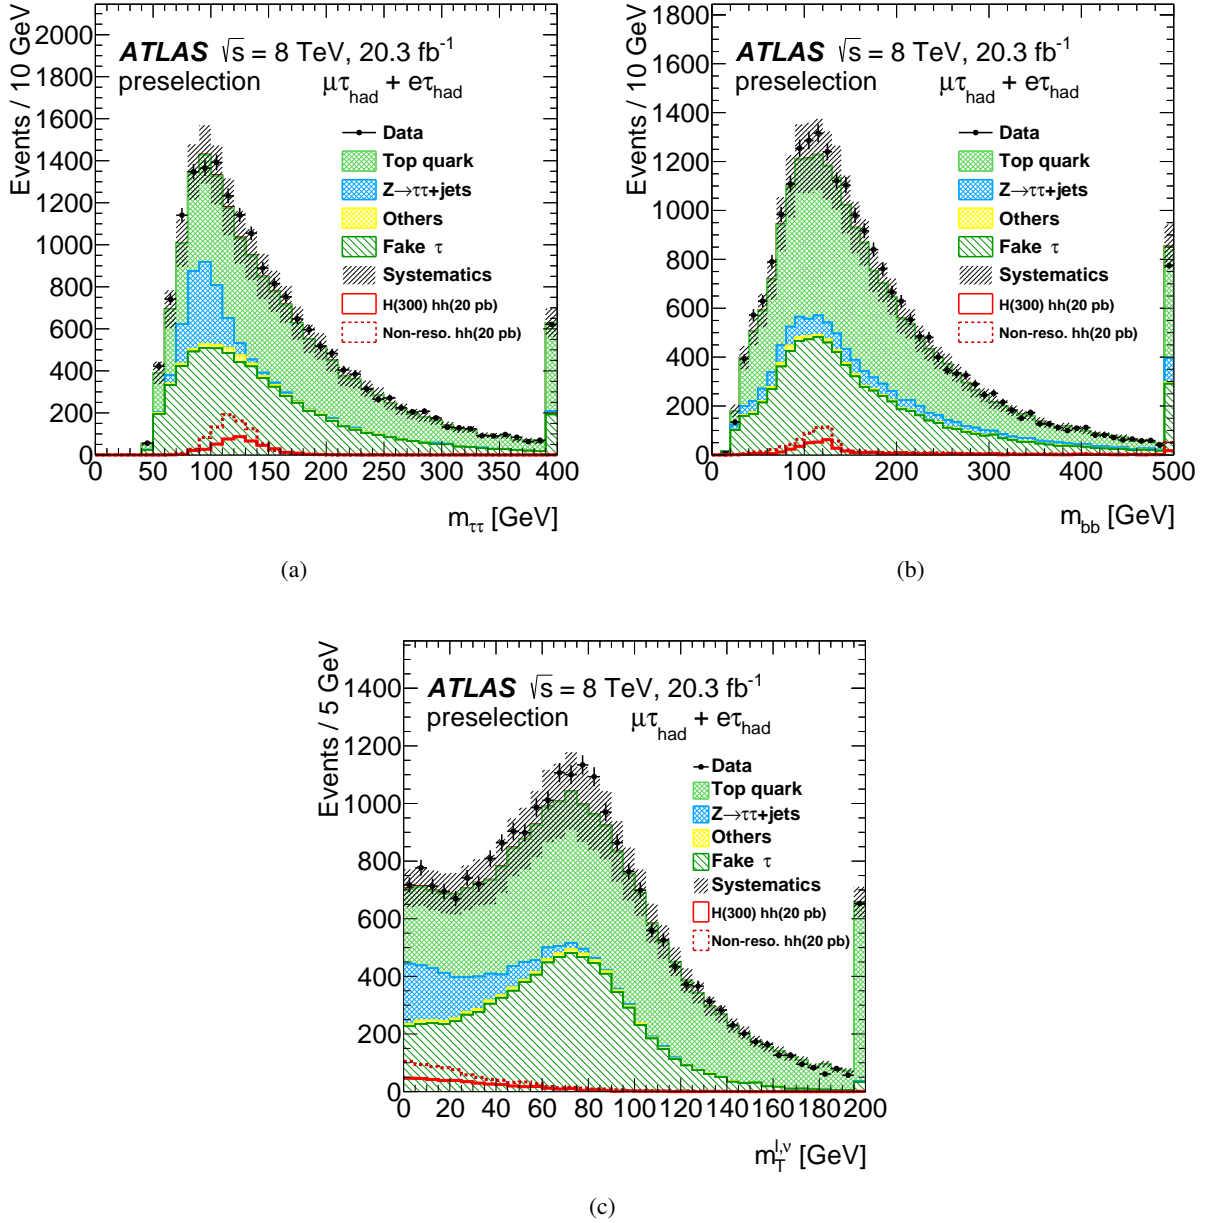 Events / 10 GeV
2000
1800
1600
1400
1200
1000
800
600
400
200
0
ATLAS √s = 8 TeV, 20.3 fb-1
preselection μτhad + eτhad
Data
Top quark
Z→ττ+jets
Others
Fake τ
Systematics
H(300) hh(20 pb)
Non-reso. hh(20 pb)
0 50 100 150 200 250 300 350 400
mττ [GeV]
(a)
Events / 10 GeV
1800
1600
1400
1200
1000
800
600
400
200
0
ATLAS √s = 8 TeV, 20.3 fb-1
preselection μτhad + eτhad
Data
Top quark
Z→ττ+jets
Others
Fake τ
Systematics
H(300) hh(20 pb)
Non-reso. hh(20 pb)
0 100 200 300 400 500
mbb [GeV]
(b)
Events / 5 GeV
1400
1200
1000
800
600
400
200
0
ATLAS √s = 8 TeV, 20.3 fb-1
preselection μτhad + eτhad
Data
Top quark
Z→ττ+jets
Others
Fake τ
Systematics
H(300) hh(20 pb)
Non-reso. hh(20 pb)
0 20 40 60 80 100 120 140 160 180 200
mTl,ν [GeV]
(c)